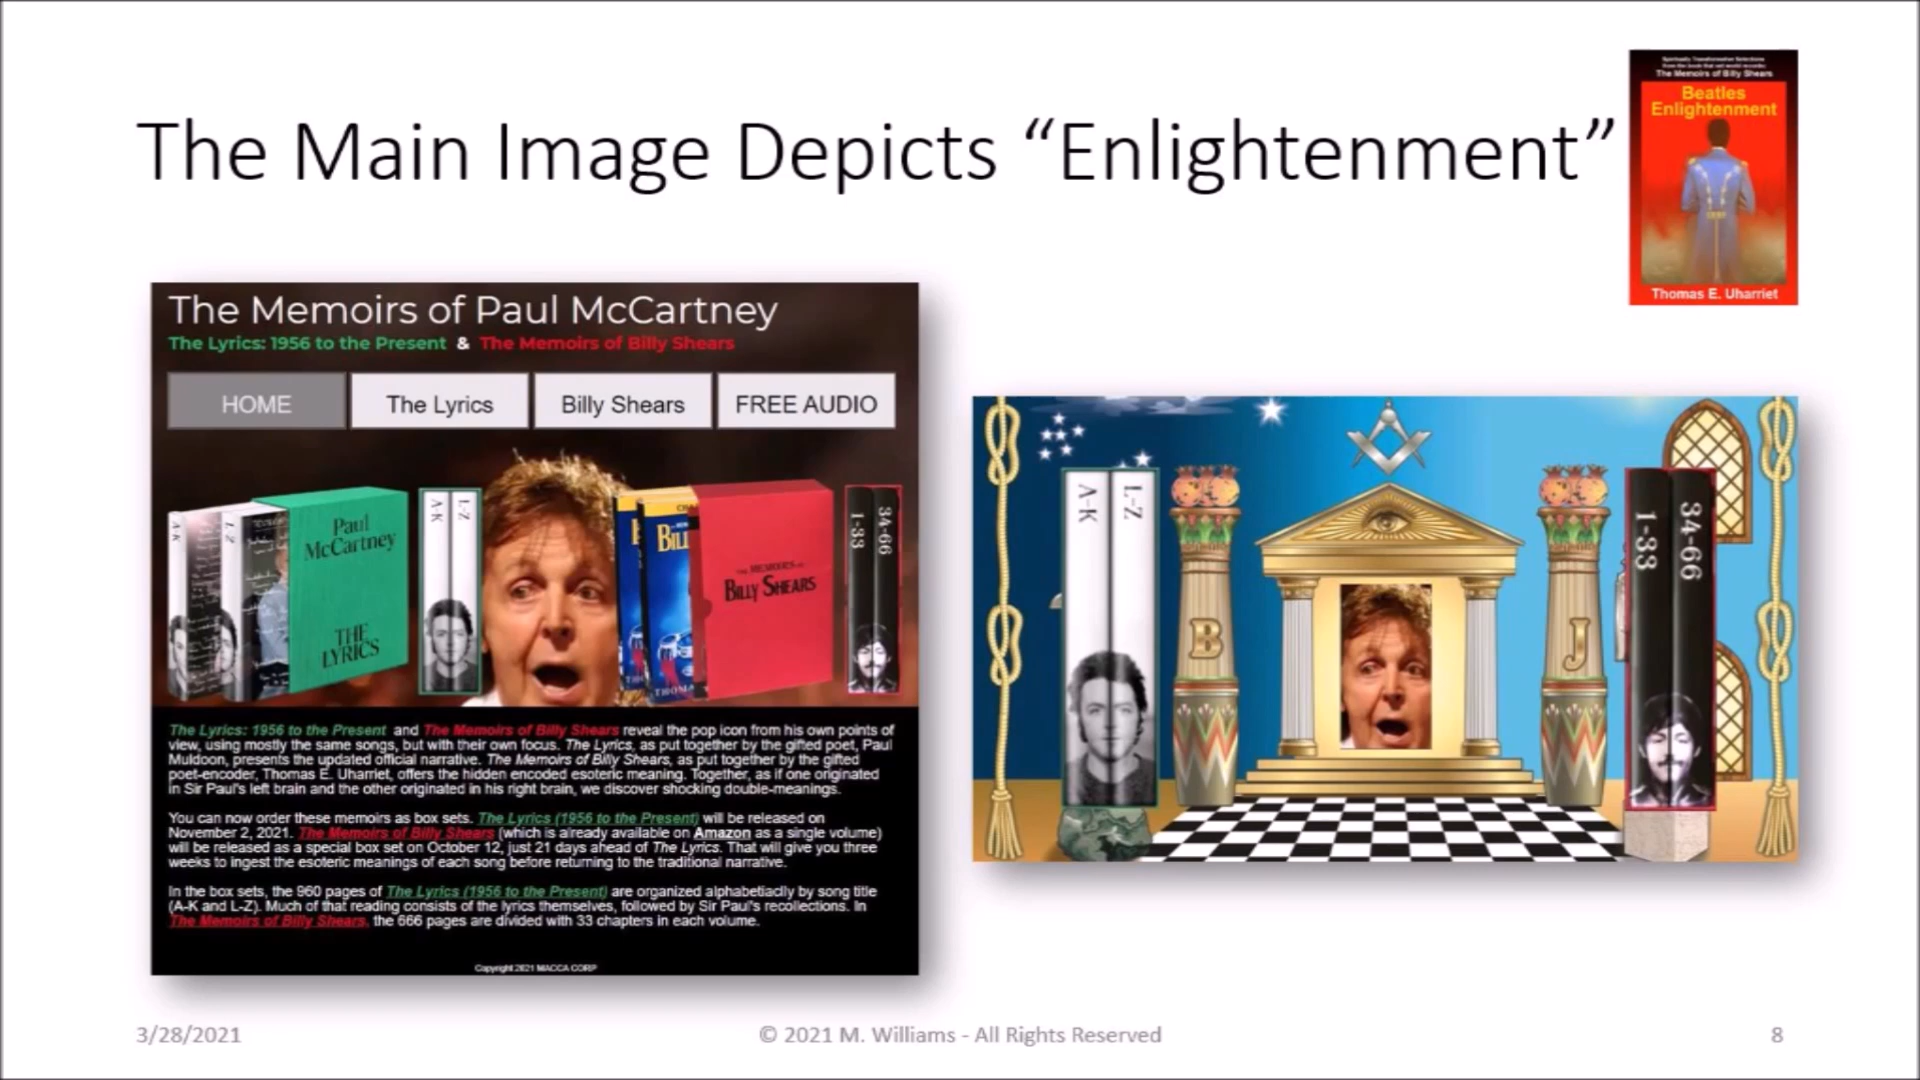 The Main Image Depicts “Enlightenment”
The Memoirs of Billy Shears
Beatles
Enlightenment
Thomas E. Uharriet
The Memoirs of Paul McCartney
The Lyrics: 1956 to the Present & The Memoirs of Billy Shears
HOME
The Lyrics
Billy Shears
FREE AUDIO
A-K
L-Z
Paul
McCartney
THE
LYRICS
A-K
L-Z
BILL
THOMA
THE MEMOIRS OF
BILLY SHEARS
1-33
34-66
The Lyrics: 1956 to the Present and The Memoirs of Billy Shears reveal the pop icon from his own points of
view, using mostly the same songs, but with their own focus. The Lyrics, as put together by the gifted poet, Paul
Muldoon, presents the updated official narrative. The Memoirs of Billy Shears, as put together by the gifted
poet-encoder, Thomas E. Uharriet, offers the hidden encoded esoteric meaning. Together, as if one originated
in Sir Paul's left brain and the other originated in his right brain, we discover shocking double-meanings.
You can now order these memoirs as box sets. The Lyrics (1956 to the Present) will be released on
November 2, 2021. The Memoirs of Billy Shears (which is already available on Amazon as a single volume)
will be released as a special box set on October 12, just 21 days ahead of The Lyrics. That will give you three
weeks to ingest the esoteric meanings of each song before returning to the traditional narrative.
In the box sets, the 960 pages of The Lyrics (1956 to the Present) are organized alphabetiaclly by song title
(A-K and L-Z). Much of that reading consists of the lyrics themselves, followed by Sir Paul's recollections. In
The Memoirs of Billy Shears, the 666 pages are divided with 33 chapters in each volume.
Copyright 2021 MACCA CORP
A-K
L-Z
B
J
1-33
34-66
3/28/2021
© 2021 M. Williams - All Rights Reserved
8